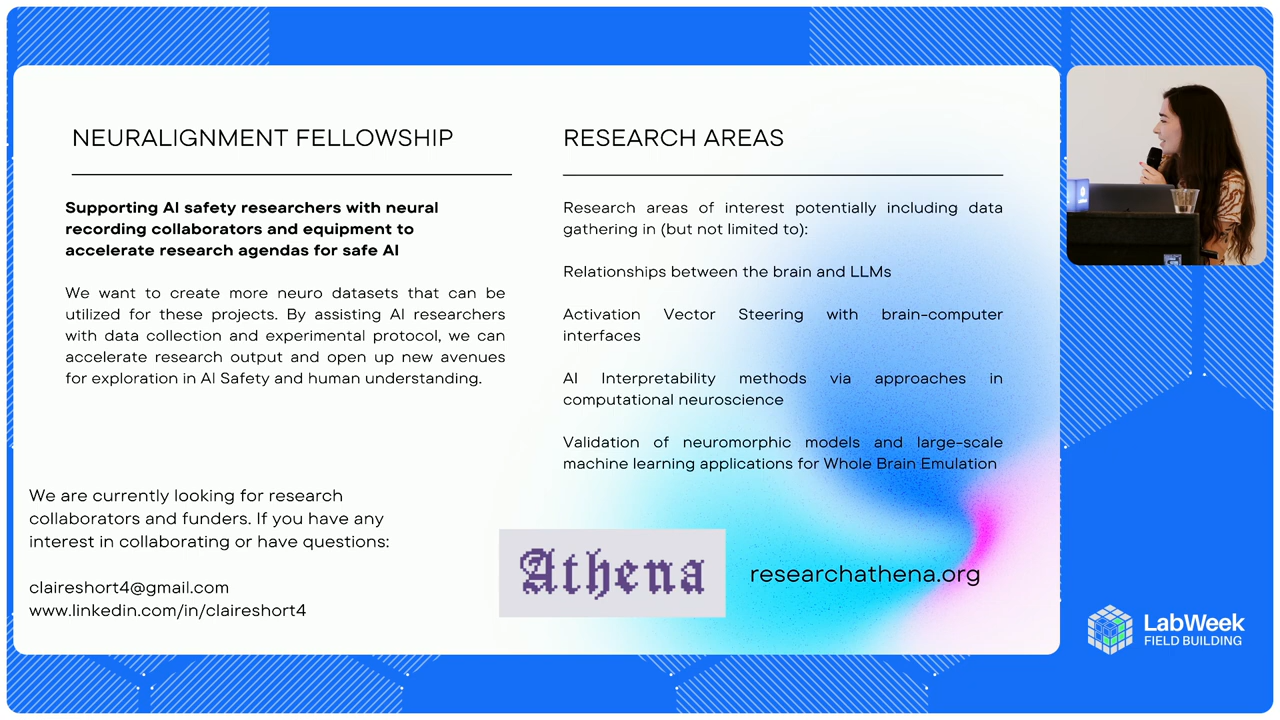 NEURALIGNMENT FELLOWSHIP
Supporting AI safety researchers with neural
recording collaborators and equipment to
accelerate research agendas for safe AI
We want to create more neuro datasets that can be
utilized for these projects. By assisting AI researchers
with data collection and experimental protocol, we can
accelerate research output and open up new avenues
for exploration in AI Safety and human understanding.
We are currently looking for research
collaborators and funders. If you have any
interest in collaborating or have questions:
claireshort4@gmail.com
www.linkedin.com/in/claireshort4
RESEARCH AREAS
Research areas of interest potentially including data
gathering in (but not limited to):
Relationships between the brain and LLMs
Activation Vector Steering with brain-computer
interfaces
AI Interpretability methods via approaches in
computational neuroscience
Validation of neuromorphic models and large-scale
machine learning applications for Whole Brain Emulation
Athena
researchathena.org
LabWeek
FIELD BUILDING